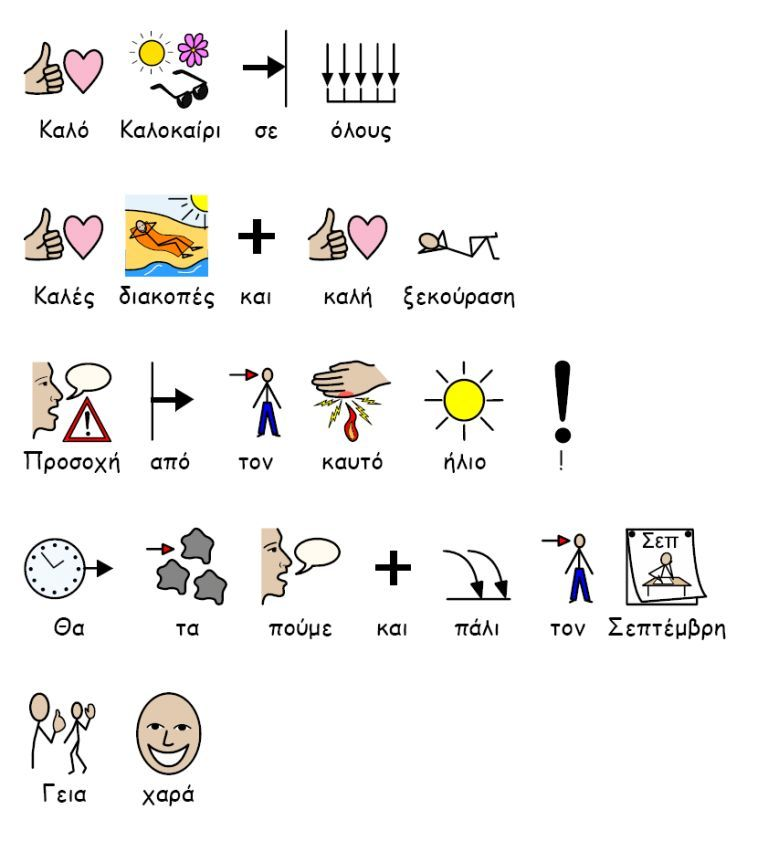 Καλό Καλοκαίρι σε όλους
Καλές διακοπές και καλή ξεκούραση
Προσοχή από τον καυτό ήλιο !
Σεπ
Θα τα πούμε και πάλι τον Σεπτέμβρη
Γεια χαρά